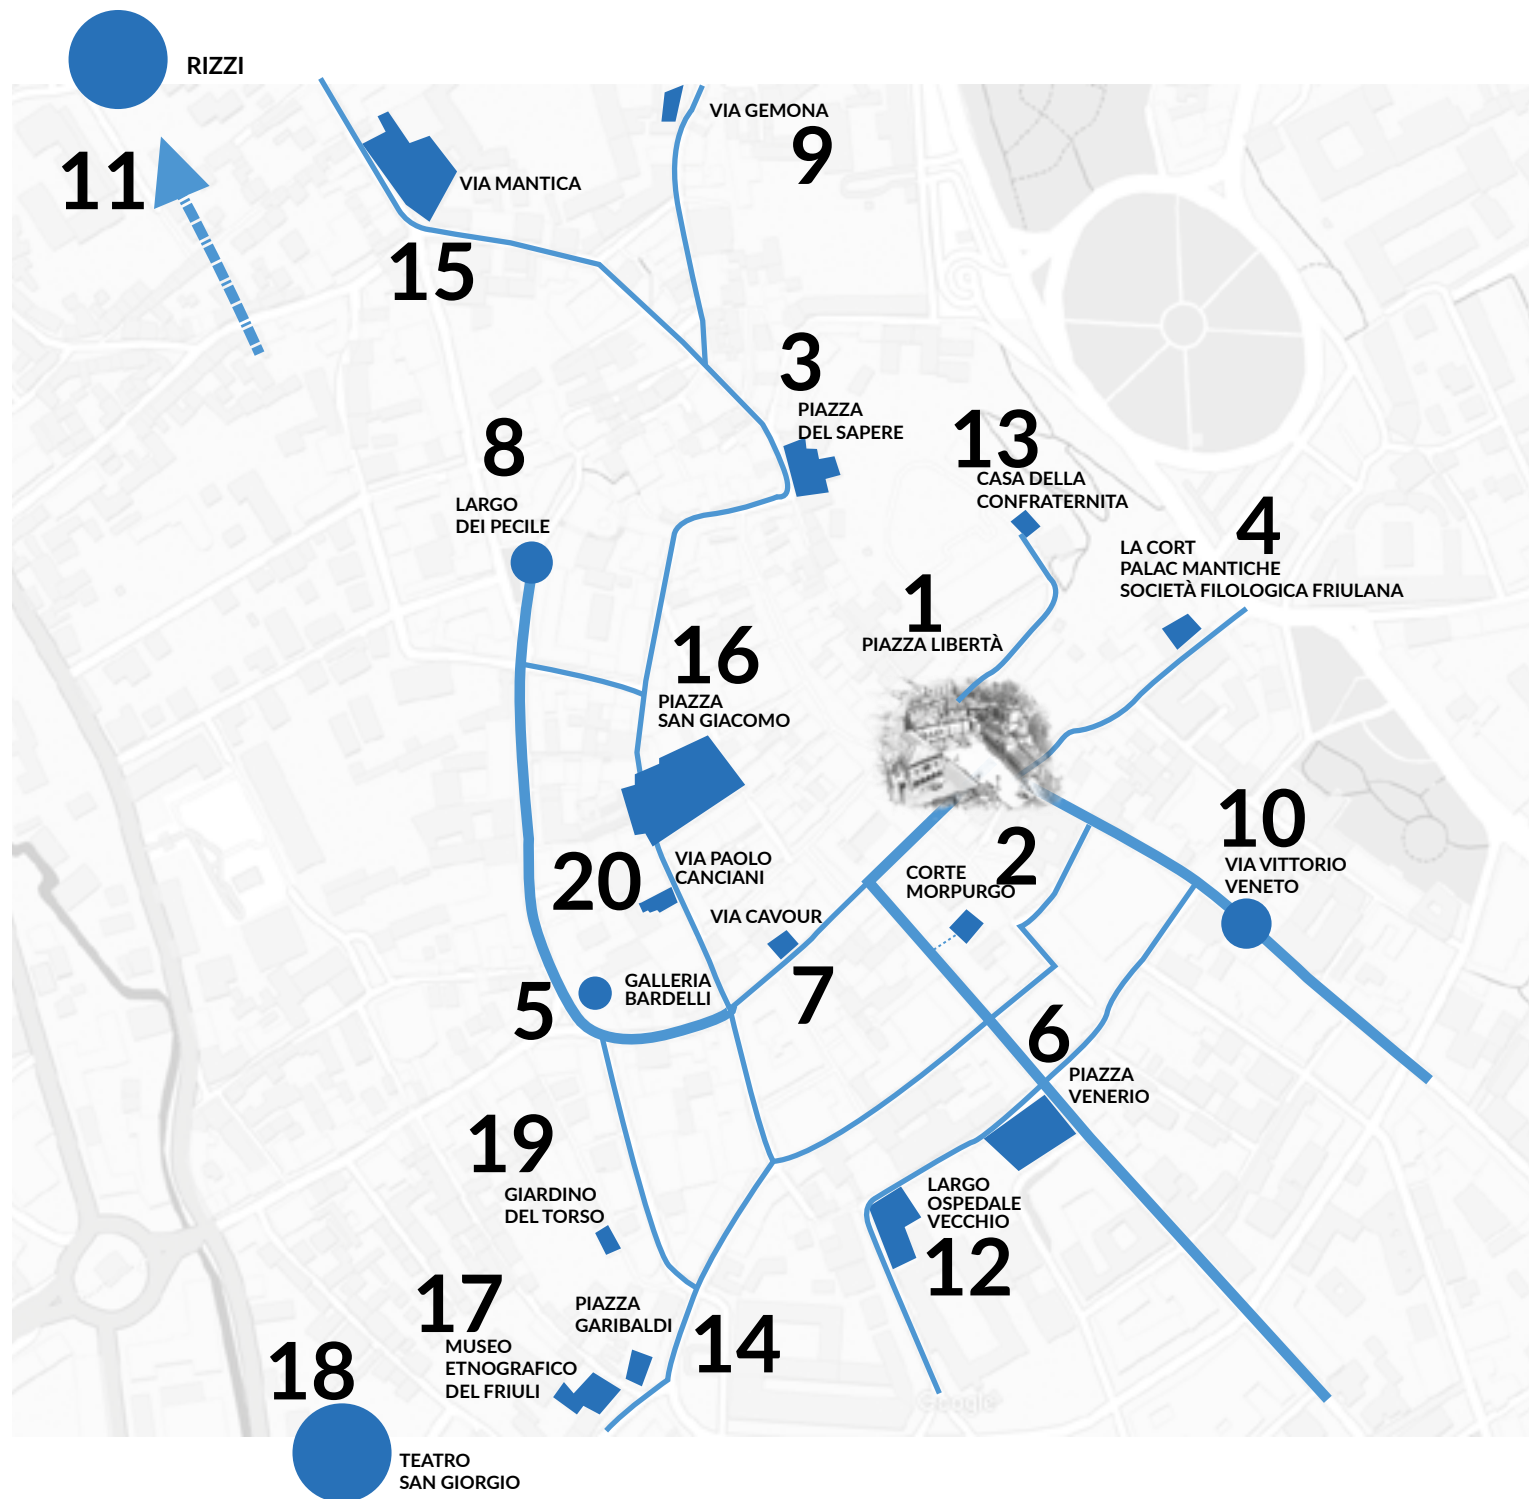 RIZZI
11
VIA MANTICA
15
VIA GEMONA
9
3
PIAZZA
DEL SAPERE
8
LARGO
DEI PECILE
13
CASA DELLA
CONFRATERNITA
4
LA CORT
PALAC MANTICHE
SOCIETÀ FILOLOGICA FRIULANA
1
PIAZZA LIBERTÀ
16
PIAZZA
SAN GIACOMO
10
VIA VITTORIO
VENETO
2
CORTE
MORPURGO
20
VIA PAOLO
CANCIANI
VIA CAVOUR
7
5
GALLERIA
BARDELLI
6
PIAZZA
VENERIO
19
GIARDINO
DEL TORSO
LARGO
OSPEDALE
VECCHIO
12
17
MUSEO
ETNOGRAFICO
DEL FRIULI
PIAZZA
GARIBALDI
14
18
TEATRO
SAN GIORGIO
Google